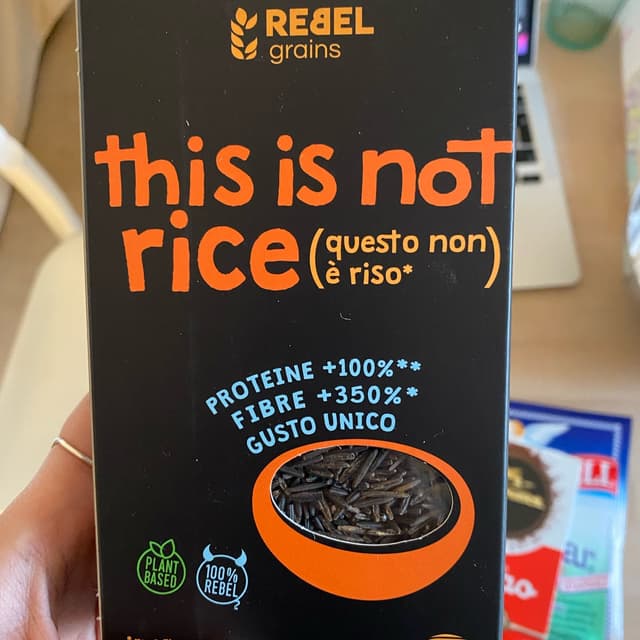 REBEL
grains
this is not
rice (questo non
è riso*)
PROTEINE +100%**
FIBRE +350%*
GUSTO UNICO
PLANT
BASED
100%
REBEL